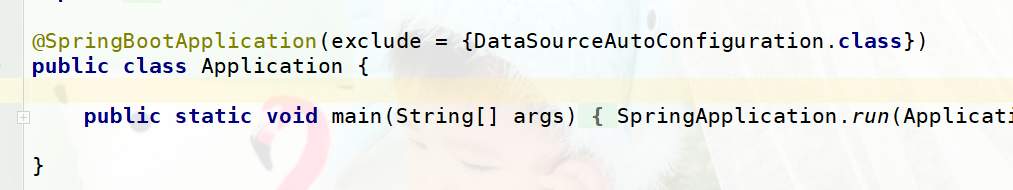 @SpringBootApplication(exclude = {DataSourceAutoConfiguration.class})
public class Application {
public static void main(String[] args) { SpringApplication.run(Applicati
}